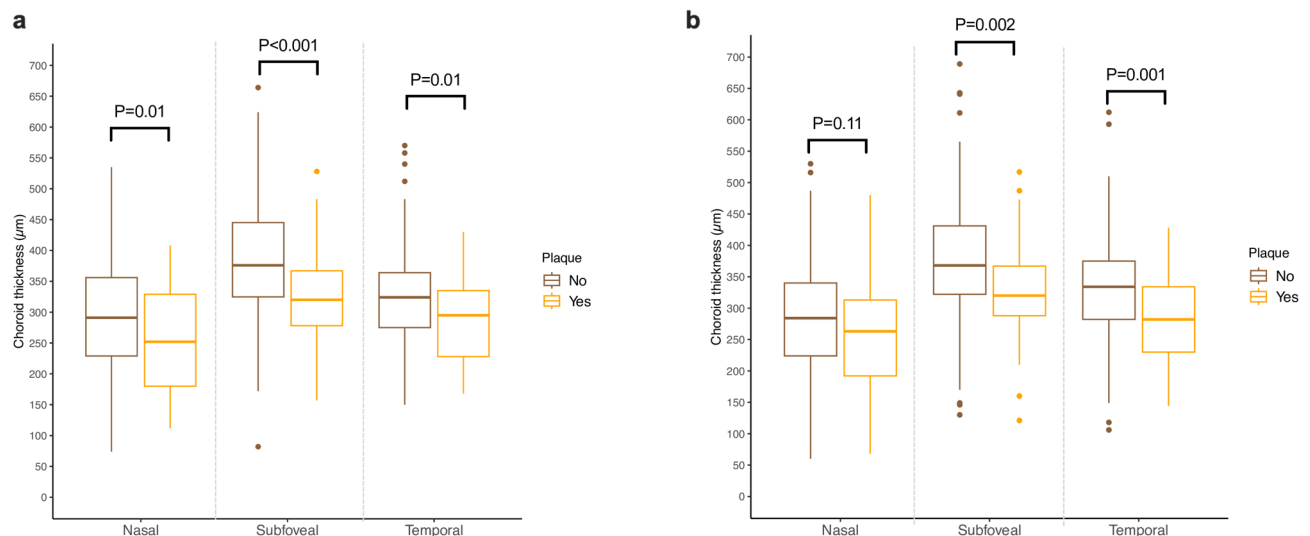 a
P<0.001
P=0.01
P=0.01
700
650
600
550
500
450
400
350
300
250
200
150
100
50
0
Choroid thickness (µm)
Nasal
Subfoveal
Temporal
Plaque
No
Yes
b
P=0.002
P=0.001
P=0.11
700
650
600
550
500
450
400
350
300
250
200
150
100
50
0
Choroid thickness (µm)
Nasal
Subfoveal
Temporal
Plaque
No
Yes